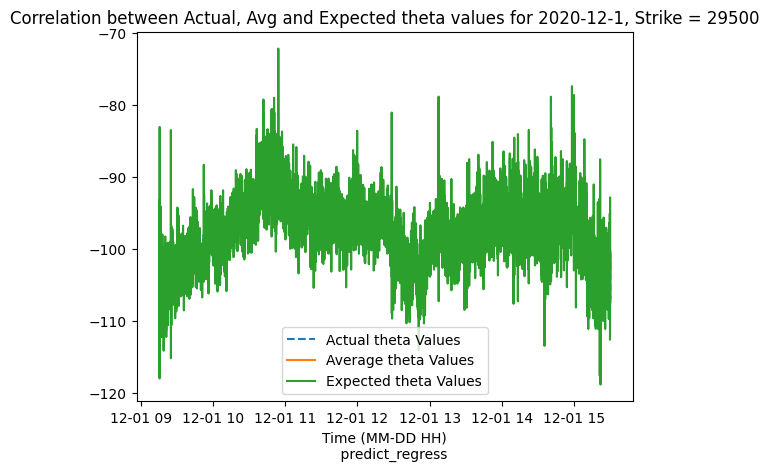 Correlation between Actual, Avg and Expected theta values for 2020-12-1, Strike = 29500
−70
−80
−90
−100
−110
−120
Actual theta Values
Average theta Values
Expected theta Values
12-01 09 12-01 10 12-01 11 12-01 12 12-01 13 12-01 14 12-01 15
Time (MM-DD HH)
predict_regress